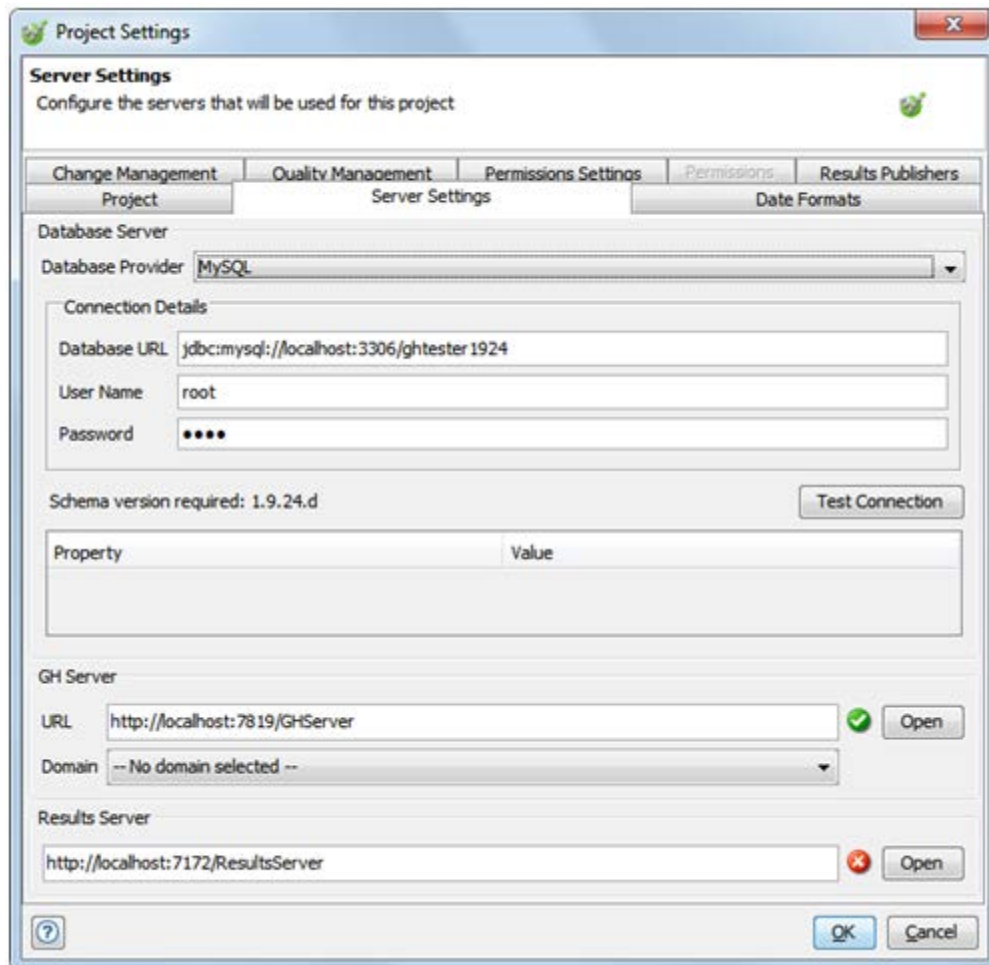 Project Settings
Server Settings
Configure the servers that will be used for this project
Change Management Quality Management Permissions Settings Permissions Results Publishers
Project Server Settings Date Formats
Database Server
Database Provider MySQL
Connection Details
Database URL jdbc:mysql://localhost:3306/ghtester1924
User Name root
Password ••••
Schema version required: 1.9.24.d Test Connection
Property Value
GH Server
URL http://localhost:7819/GHServer Open
Domain -- No domain selected --
Results Server
http://localhost:7172/ResultsServer Open
? OK Cancel